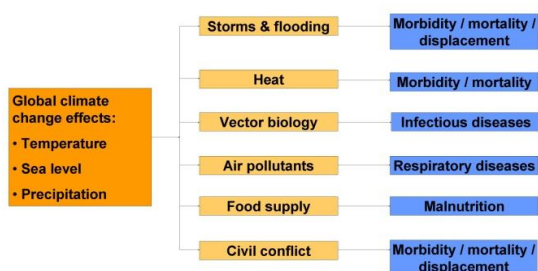 Global climate
change effects:
• Temperature
• Sea level
• Precipitation
Storms & flooding
Morbidity / mortality /
displacement
Heat
Morbidity / mortality
Vector biology
Infectious diseases
Air pollutants
Respiratory diseases
Food supply
Malnutrition
Civil conflict
Morbidity / mortality /
displacement